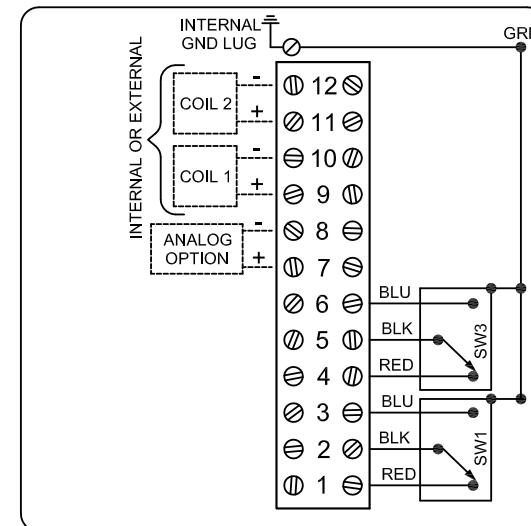 INTERNAL
GND LUG
INTERNAL OR EXTERNAL
COIL 2
-
+
COIL 1
-
+
ANALOG
OPTION
-
+
12
11
10
9
8
7
6
5
4
3
2
1
BLU
BLK
RED
SW3
BLU
BLK
RED
SW1